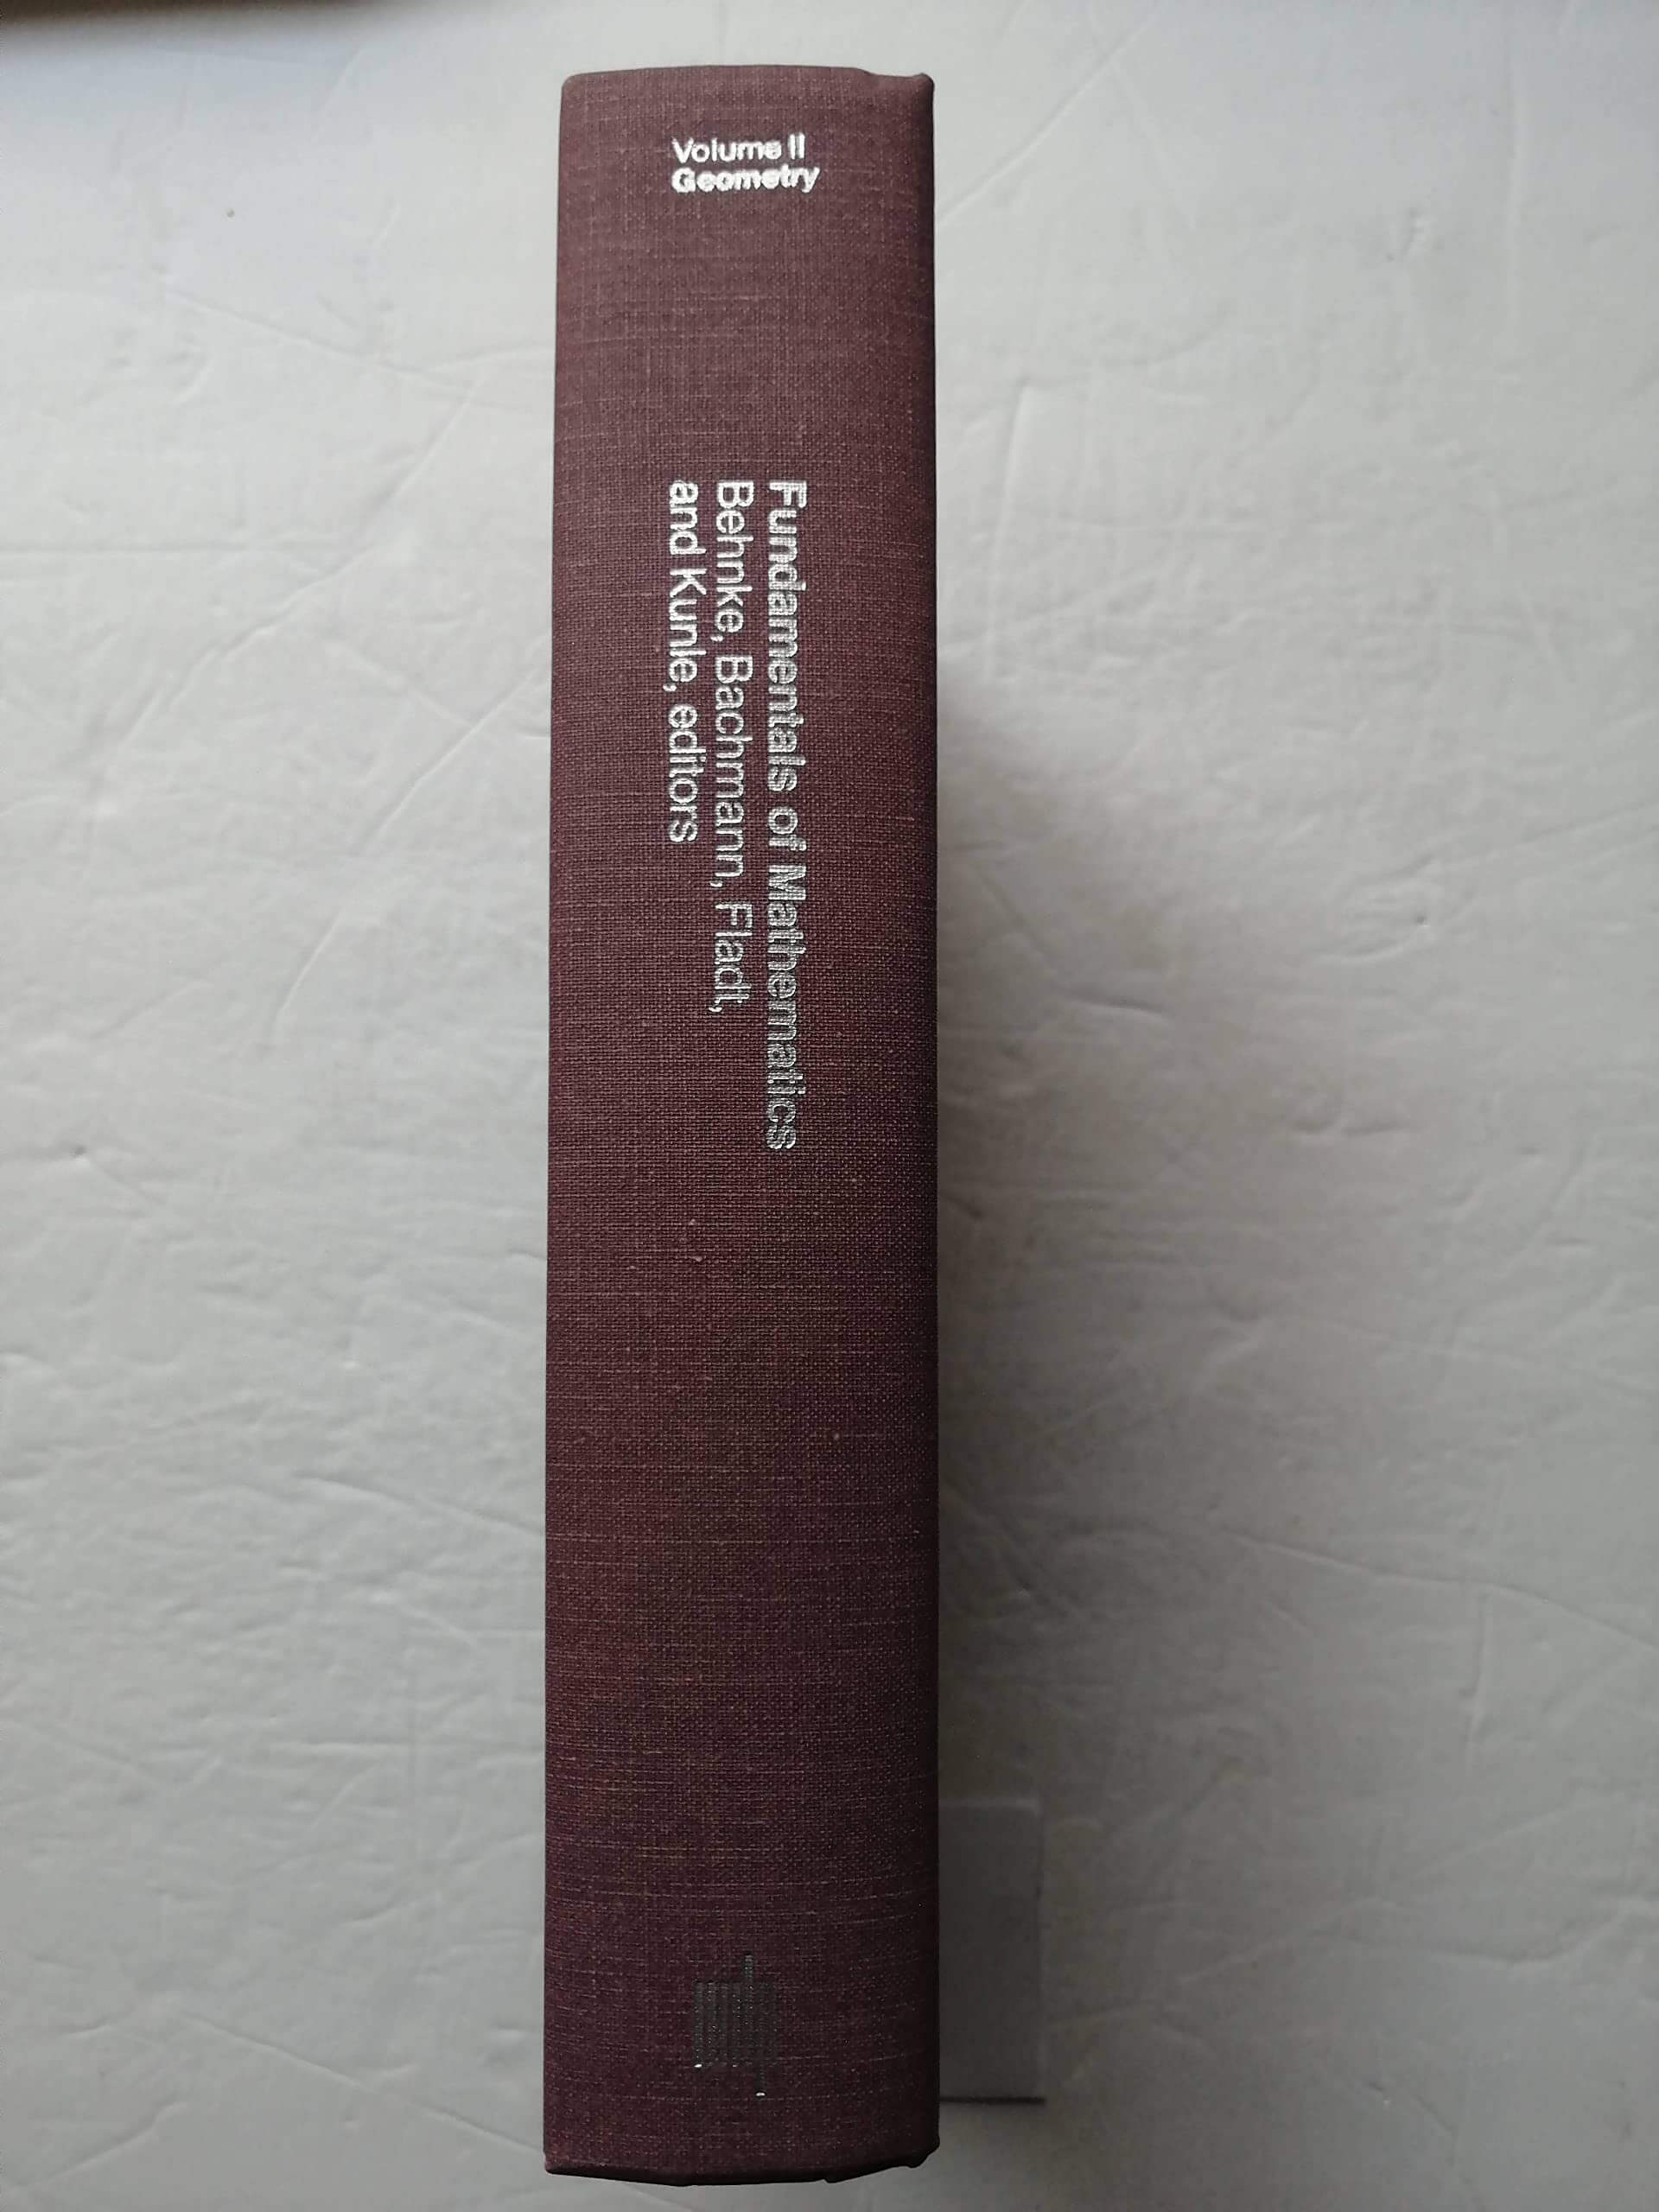 Volume II
Geometry
Fundamentals of Mathematics
Behnke, Bachmann, Fladt,
and Kunle, editors